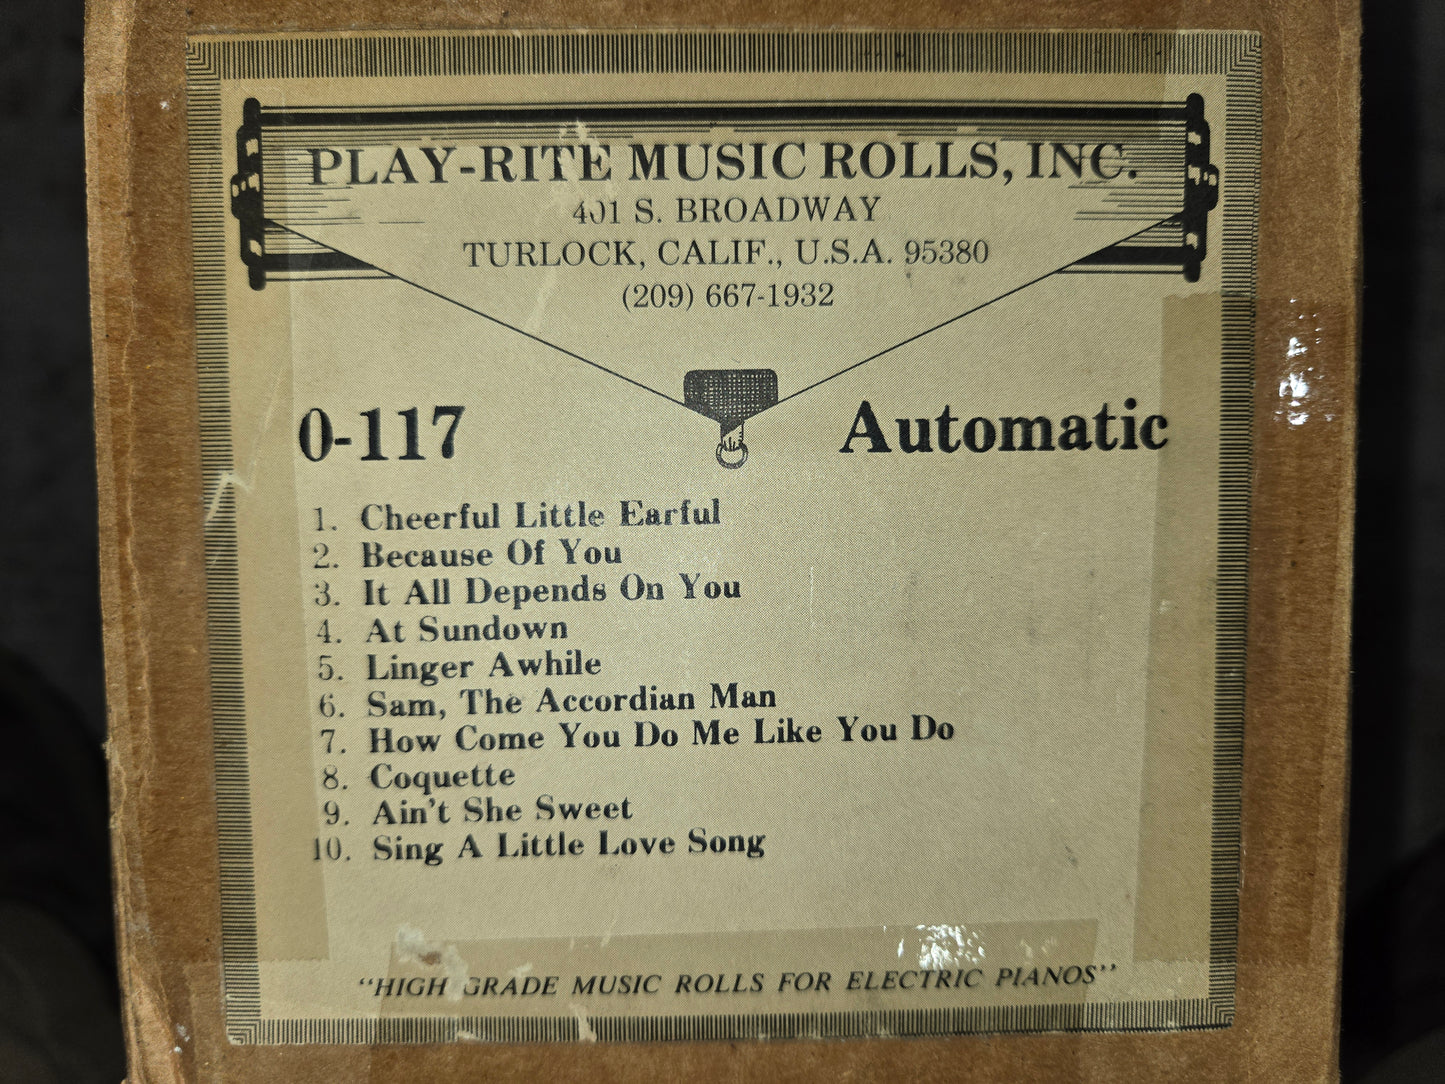 PLAY-RITE MUSIC ROLLS, INC.
401 S. BROADWAY
TURLOCK, CALIF., U.S.A. 95380
(209) 667-1932
0-117 Automatic
1. Cheerful Little Earful
2. Because Of You
3. It All Depends On You
4. At Sundown
5. Linger Awhile
6. Sam, The Accordian Man
7. How Come You Do Me Like You Do
8. Coquette
9. Ain't She Sweet
10. Sing A Little Love Song
"HIGH GRADE MUSIC ROLLS FOR ELECTRIC PIANOS"